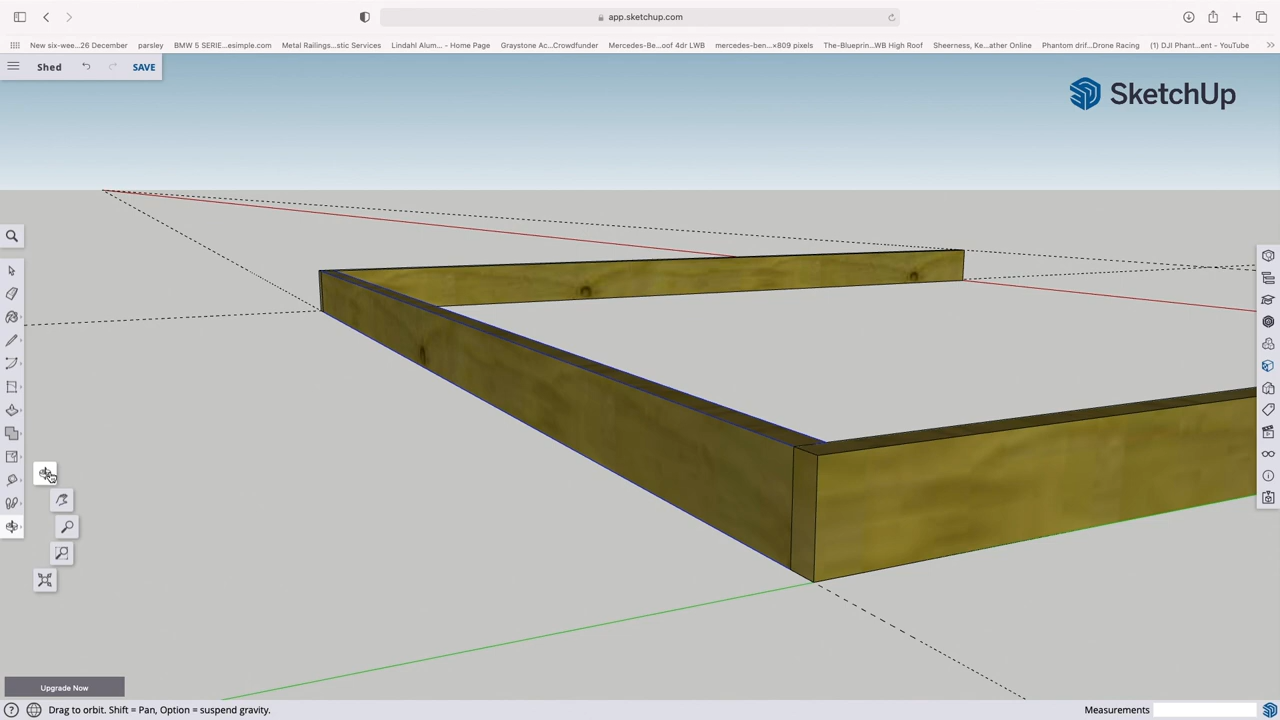 app.sketchup.com
New six-wee...26 December parsley BMW 5 SERIE...esimple.com Metal Railings...stic Services Lindahl Alum... - Home Page Graystone Ac...Crowdfunder Mercedes-Be...oof 4dr LWB mercedes-ben...×809 pixels The-Blueprin...WB High Roof Sheerness, Ke...ather Online Phantom drif...Drone Racing (1) DJI Phant...ent - YouTube
Shed SAVE
SketchUp
Upgrade Now
Drag to orbit. Shift = Pan, Option = suspend gravity. Measurements